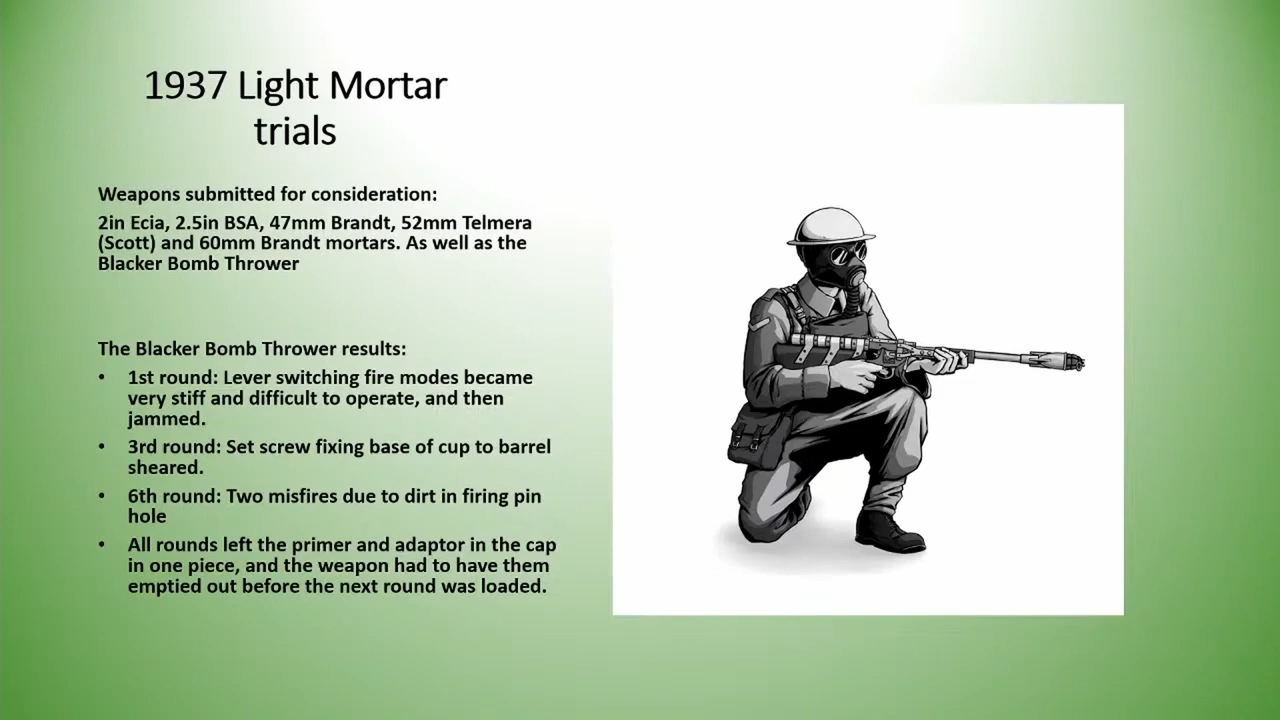 1937 Light Mortar
trials
Weapons submitted for consideration:
2in Ecia, 2.5in BSA, 47mm Brandt, 52mm Telmera
(Scott) and 60mm Brandt mortars. As well as the
Blacker Bomb Thrower
The Blacker Bomb Thrower results:
• 1st round: Lever switching fire modes became
very stiff and difficult to operate, and then
jammed.
• 3rd round: Set screw fixing base of cup to barrel
sheared.
• 6th round: Two misfires due to dirt in firing pin
hole
• All rounds left the primer and adaptor in the cap
in one piece, and the weapon had to have them
emptied out before the next round was loaded.